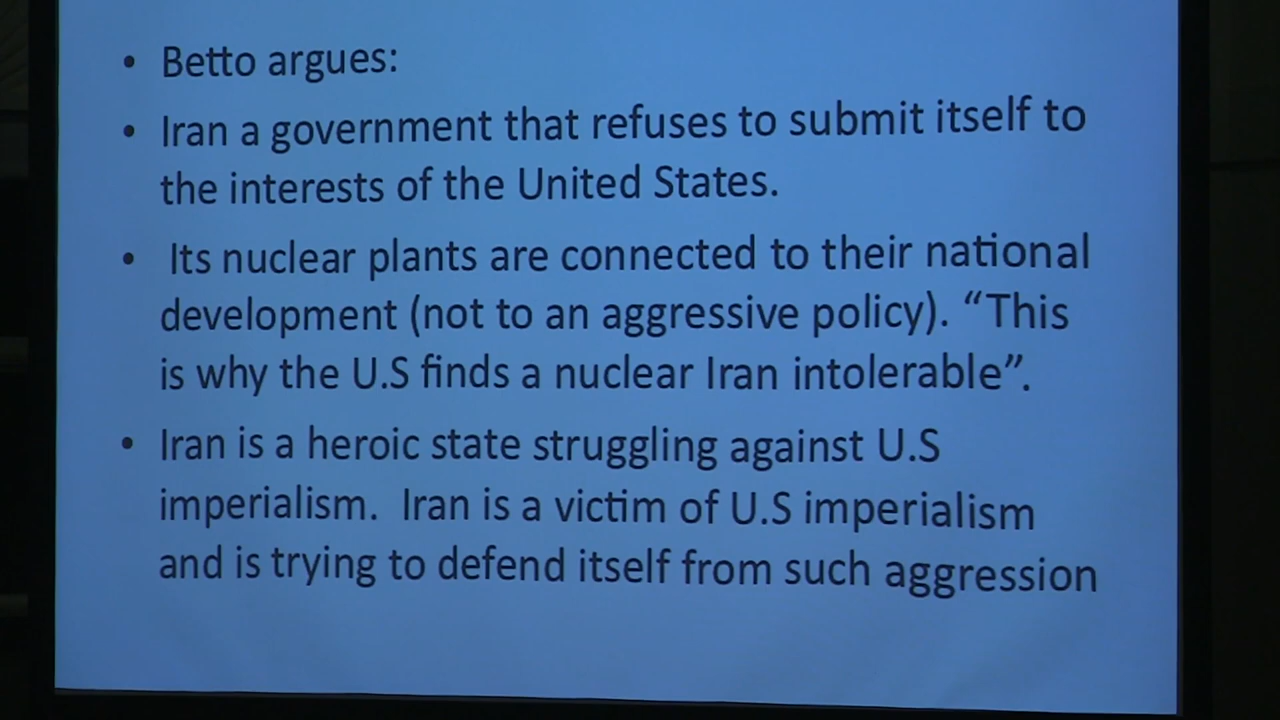 • Betto argues:
• Iran a government that refuses to submit itself to
the interests of the United States.
• Its nuclear plants are connected to their national
development (not to an aggressive policy). “This
is why the U.S finds a nuclear Iran intolerable”.
• Iran is a heroic state struggling against U.S
imperialism. Iran is a victim of U.S imperialism
and is trying to defend itself from such aggression